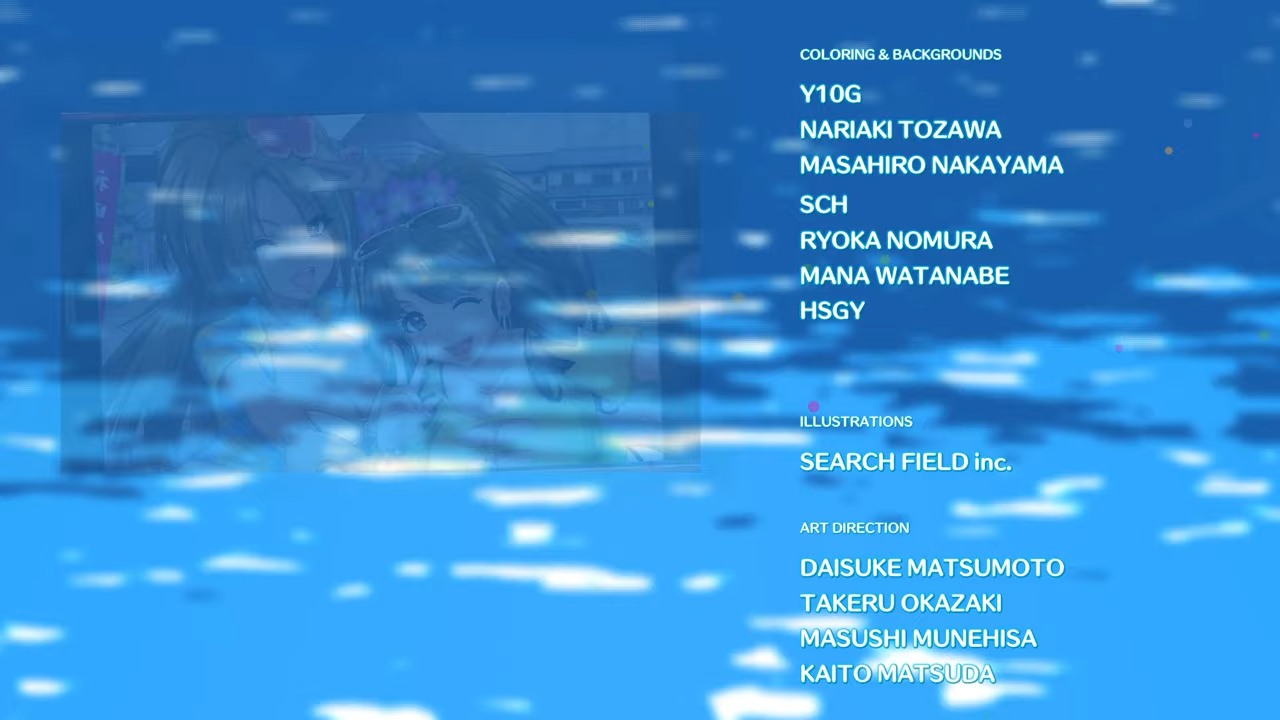 COLORING & BACKGROUNDS
Y10G
NARIAKI TOZAWA
MASAHIRO NAKAYAMA
SCH
RYOKA NOMURA
MANA WATANABE
HSGY
ILLUSTRATIONS
SEARCH FIELD inc.
ART DIRECTION
DAISUKE MATSUMOTO
TAKERU OKAZAKI
MASUSHI MUNEHISA
KAITO MATSUDA